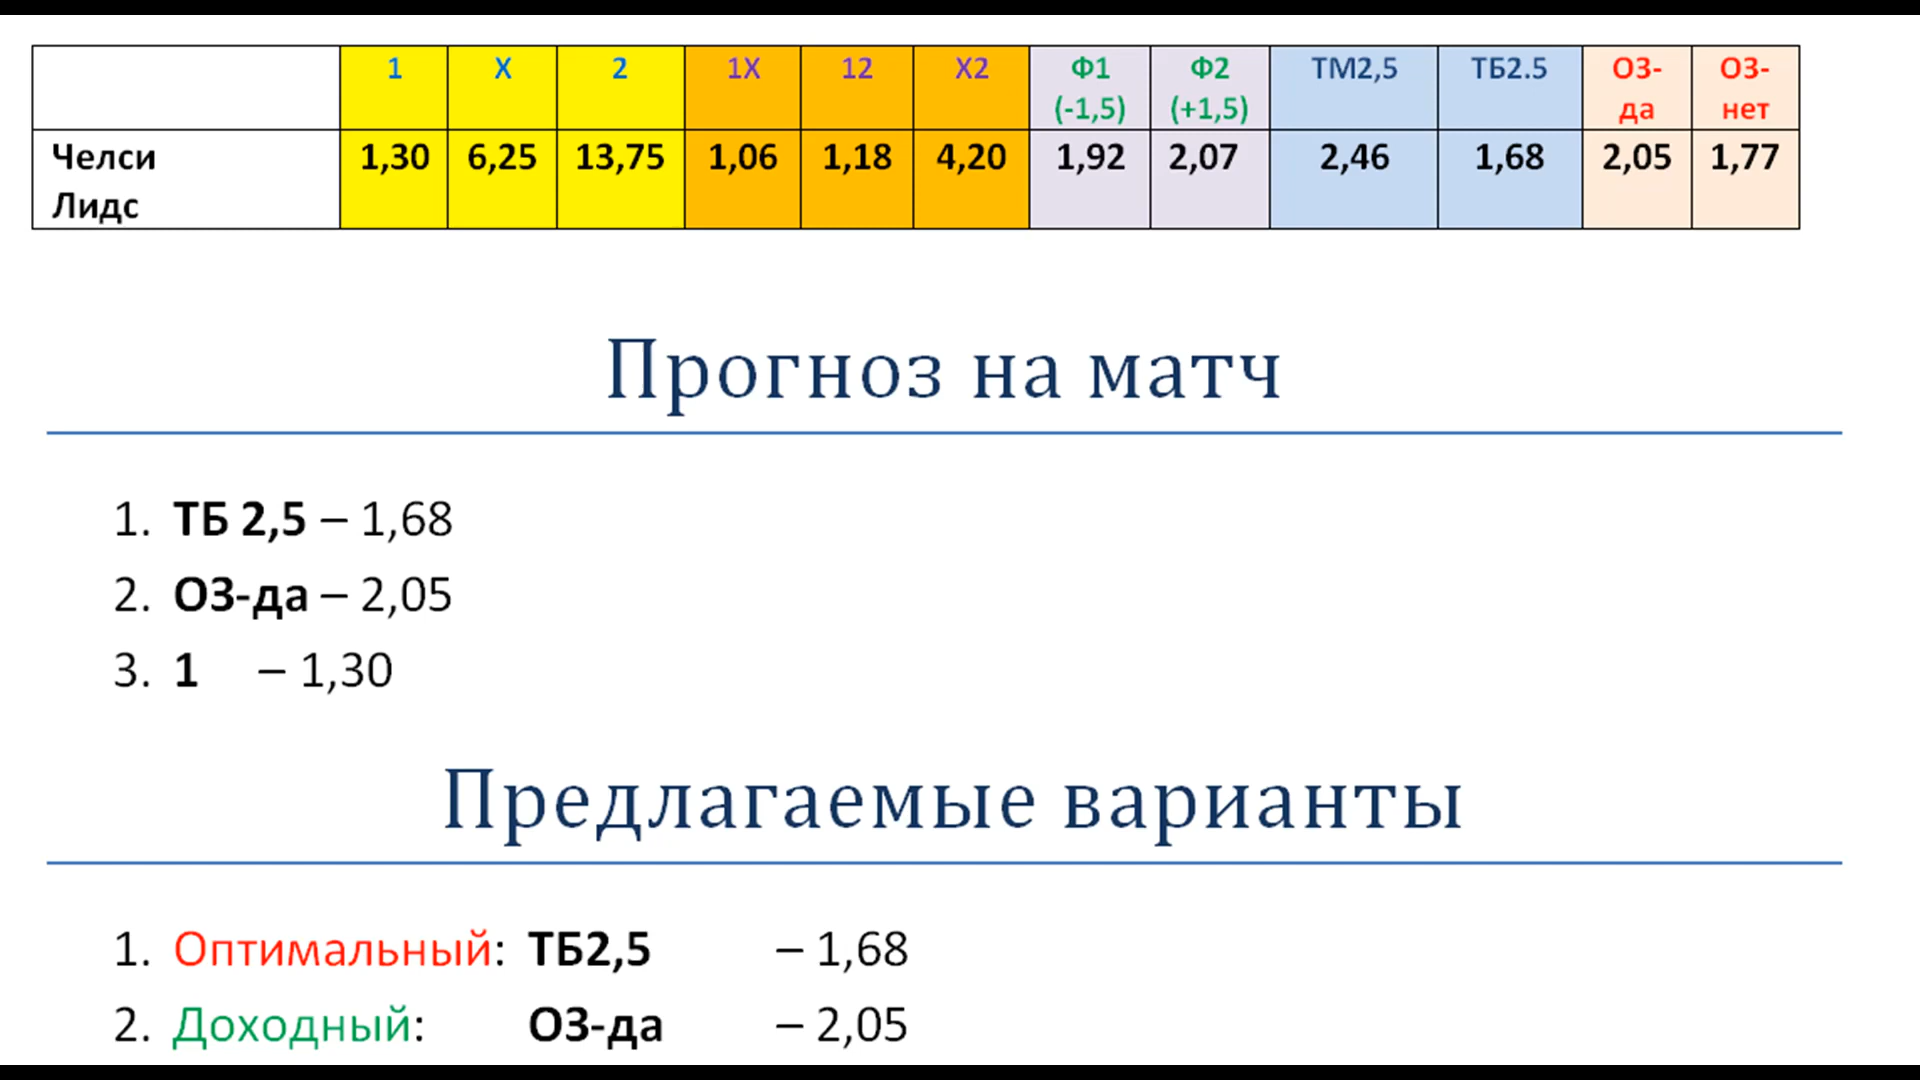 1 X 2 1X 12 X2 Ф1 Ф2 ТМ2,5 ТБ2.5 ОЗ- ОЗ-
(-1,5) (+1,5) да нет
Челси 1,30 6,25 13,75 1,06 1,18 4,20 1,92 2,07 2,46 1,68 2,05 1,77
Лидс
Прогноз на матч
1. ТБ 2,5 – 1,68
2. ОЗ-да – 2,05
3. 1 – 1,30
Предлагаемые варианты
1. Оптимальный: ТБ2,5 – 1,68
2. Доходный: ОЗ-да – 2,05